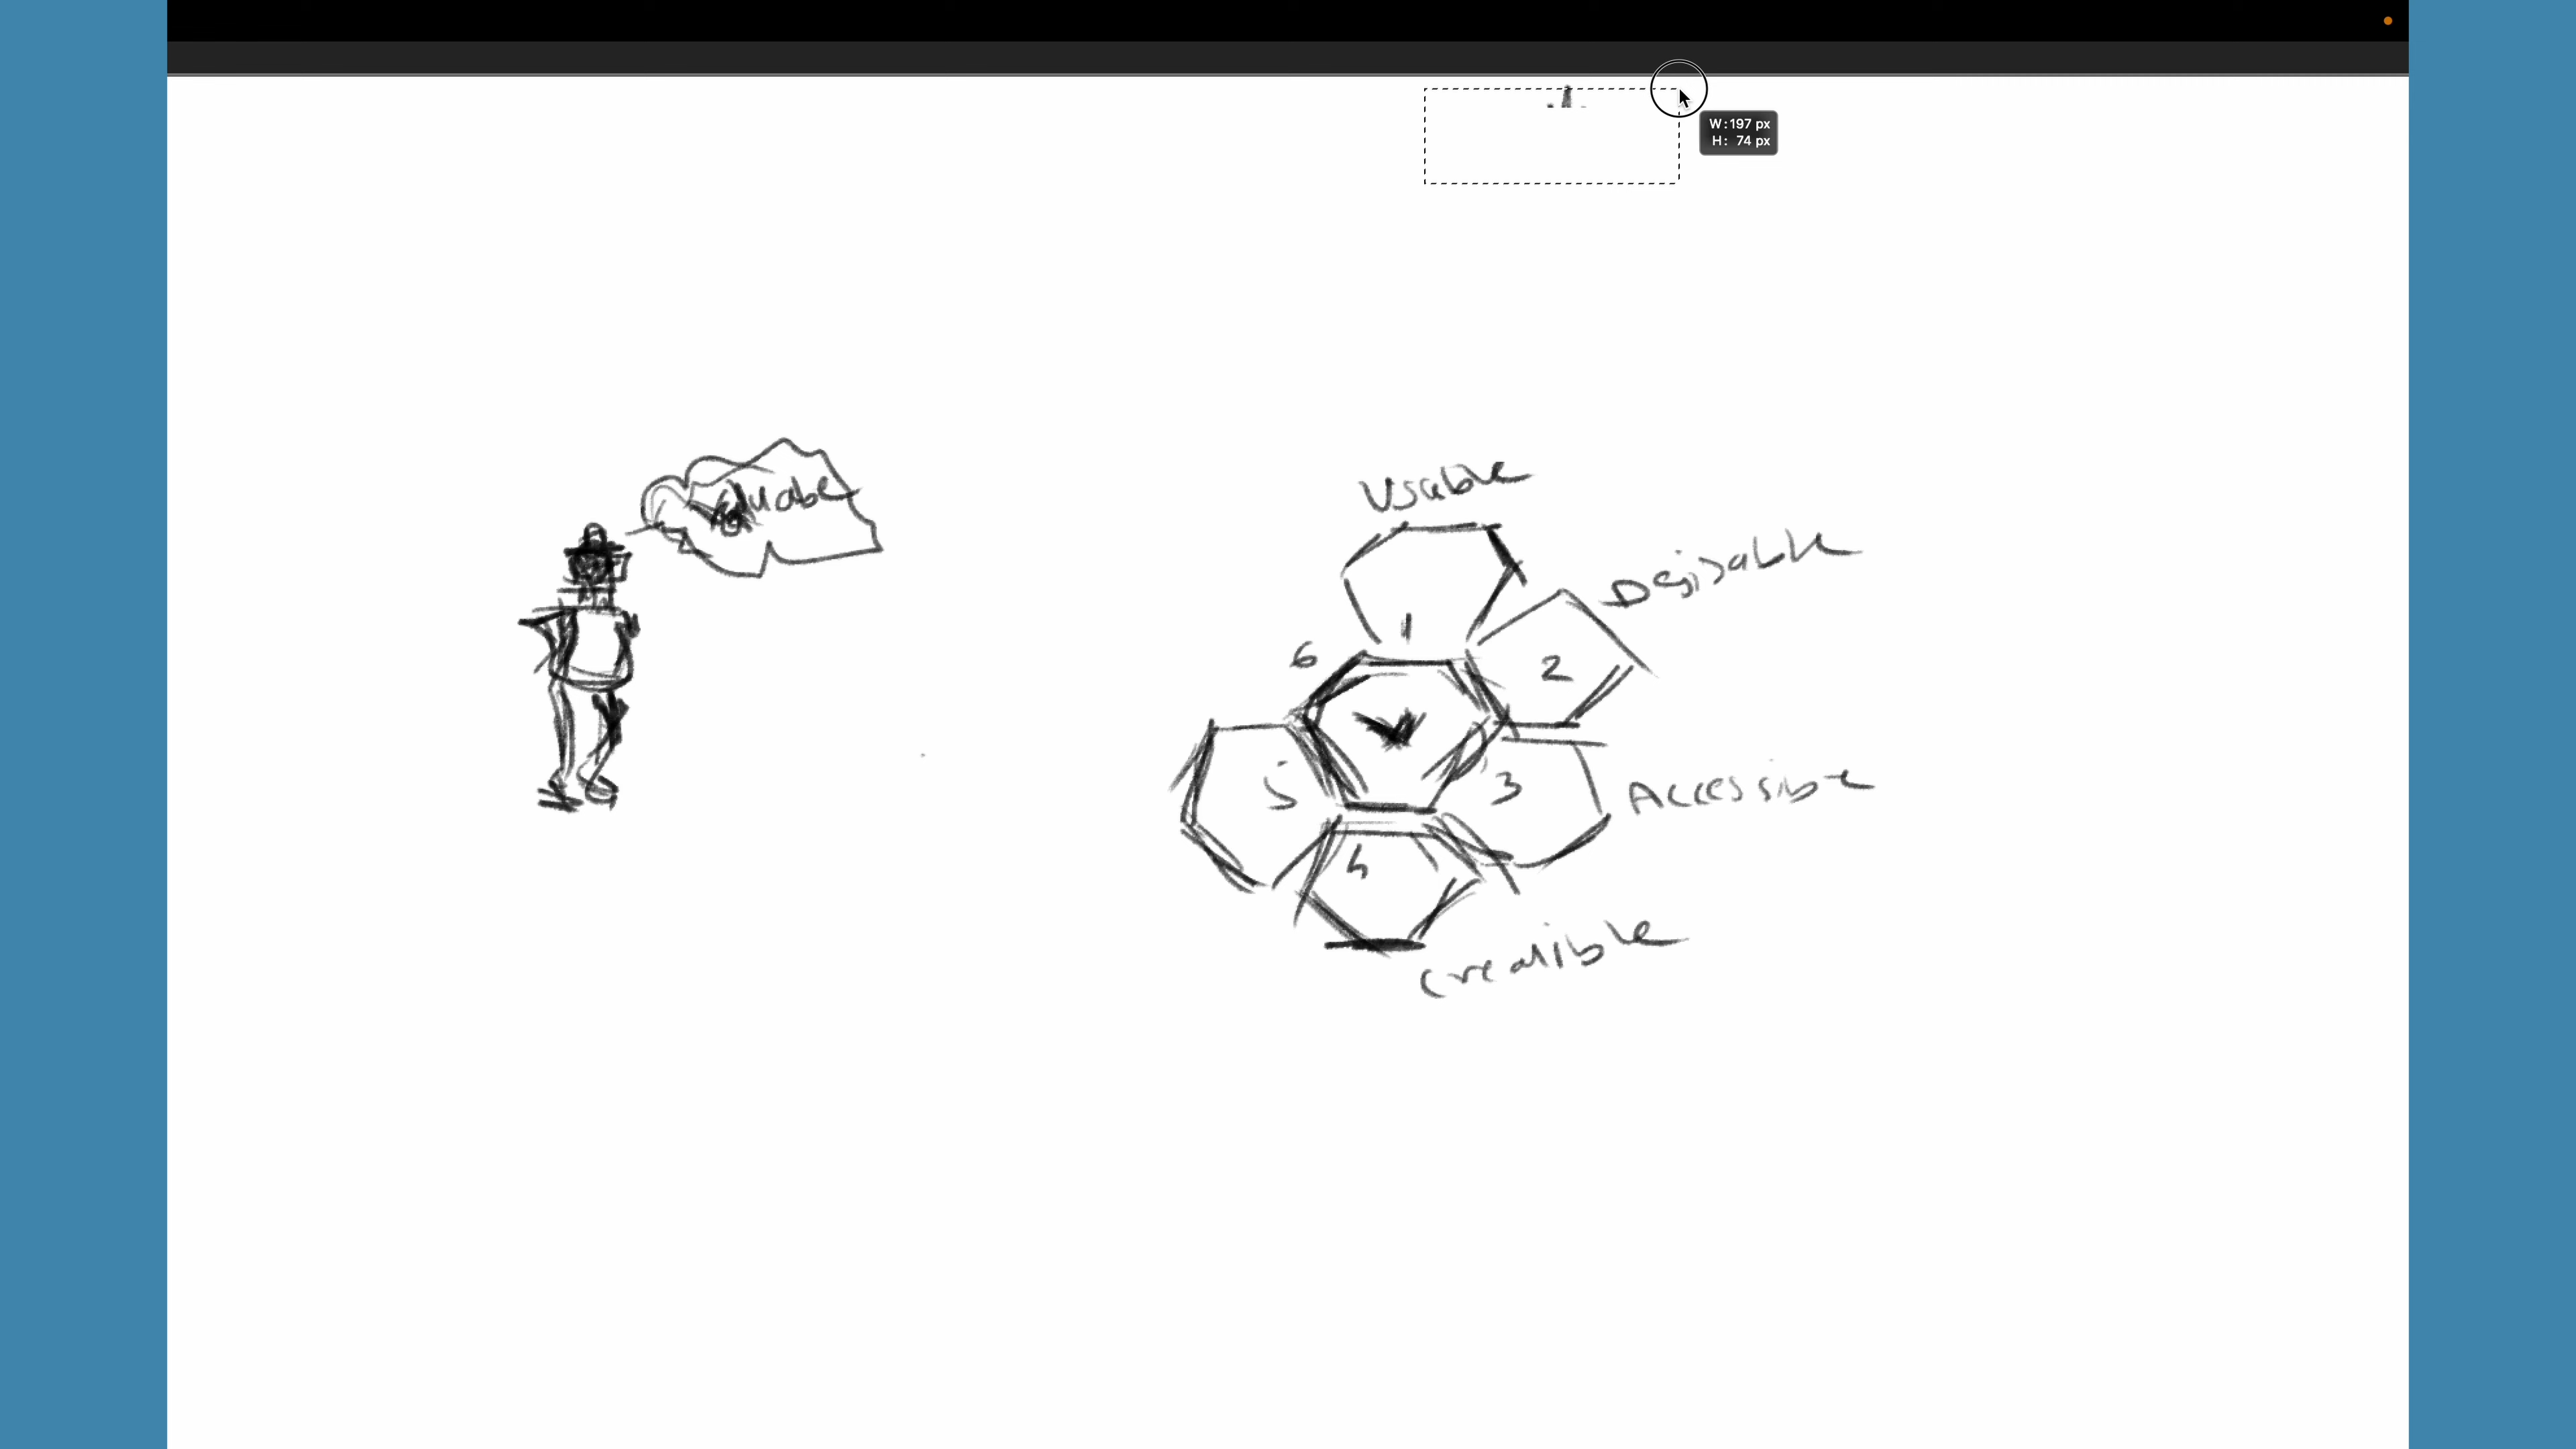 W: 197 px
H: 74 px
Usable
Desirable
1
6
2
V
5
3
Accessible
4
Credible